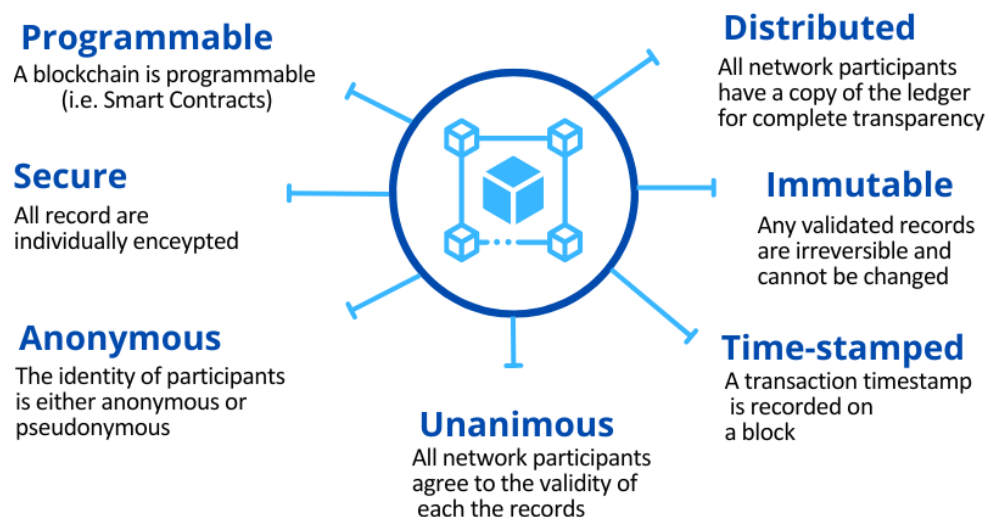 Programmable
A blockchain is programmable
(i.e. Smart Contracts)
Secure
All record are
individually enceypted
Anonymous
The identity of participants
is either anonymous or
pseudonymous
Unanimous
All network participants
agree to the validity of
each the records
Distributed
All network participants
have a copy of the ledger
for complete transparency
Immutable
Any validated records
are irreversible and
cannot be changed
Time-stamped
A transaction timestamp
is recorded on
a block